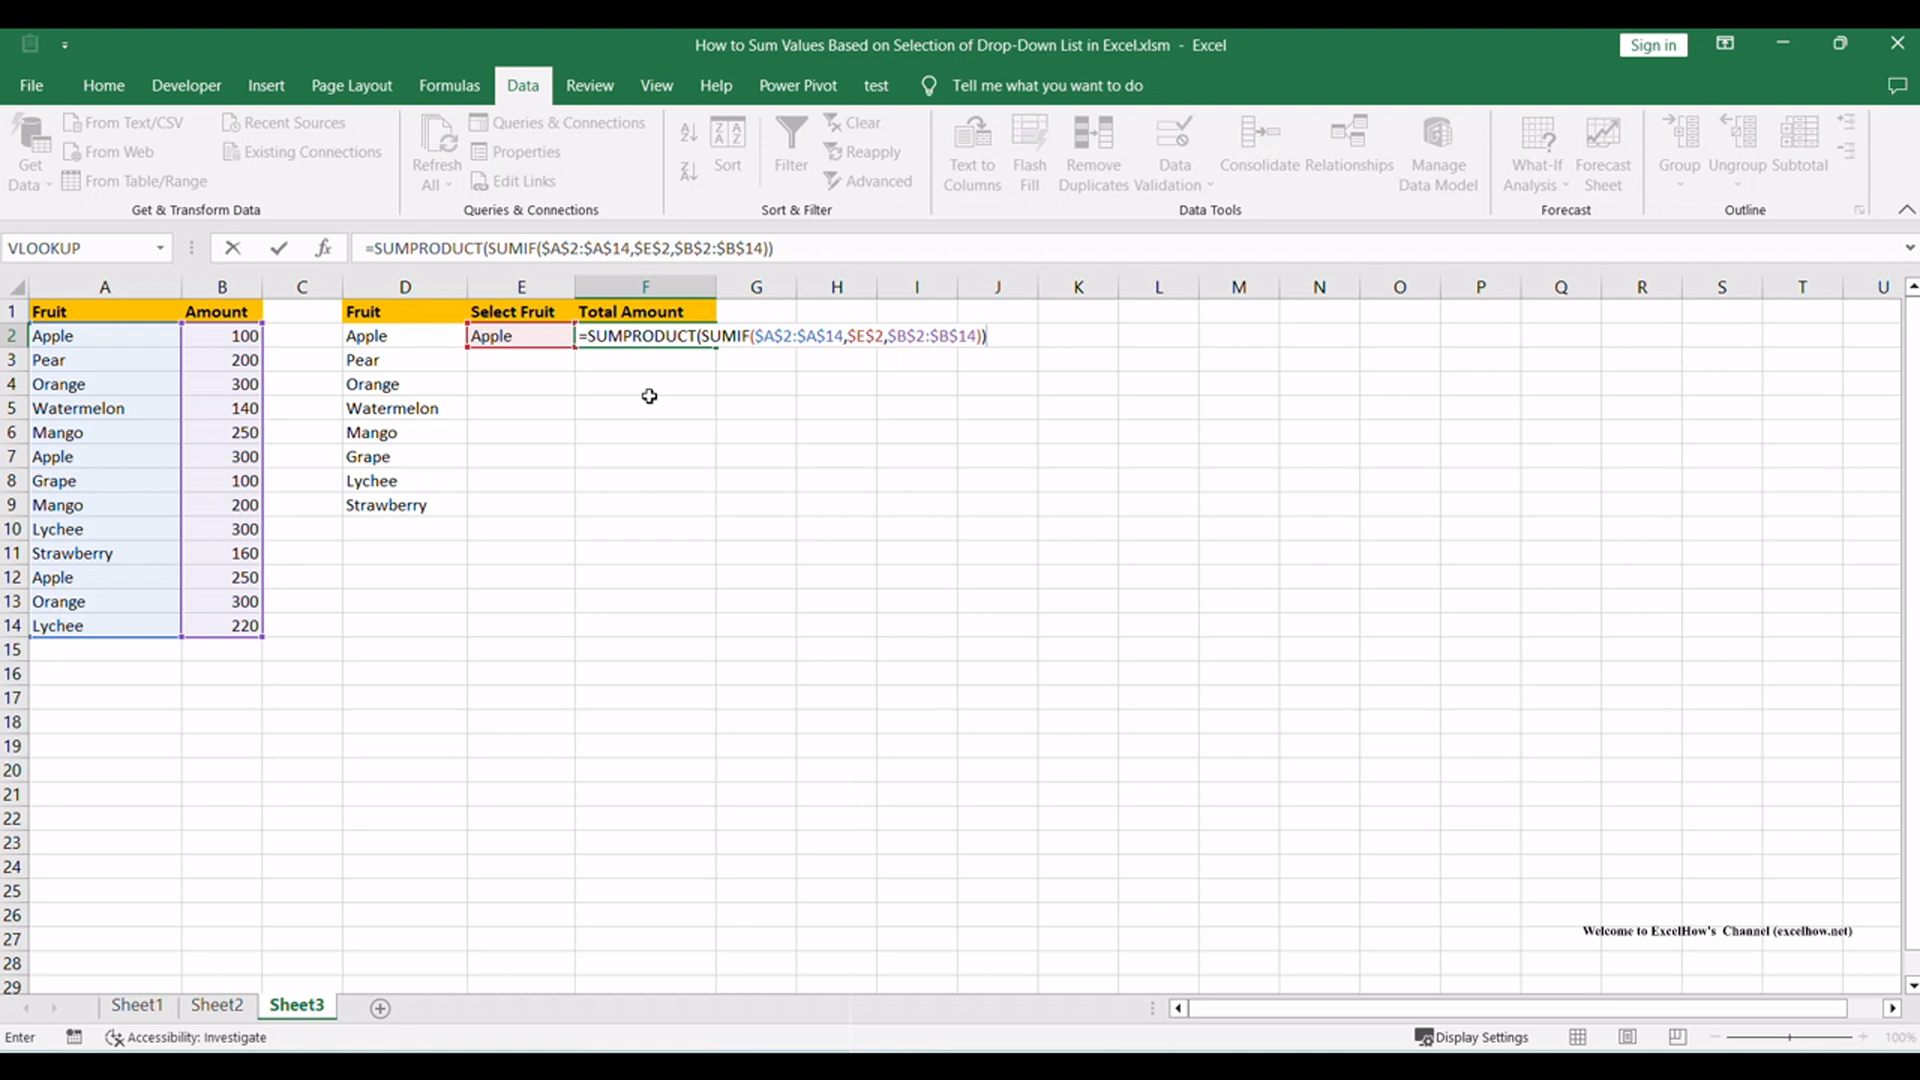 How to Sum Values Based on Selection of Drop-Down List in Excel.xlsm - Excel
Sign in
File Home Developer Insert Page Layout Formulas Data Review View Help Power Pivot test Tell me what you want to do
Get Data
From Text/CSV
From Web
From Table/Range
Recent Sources
Existing Connections
Get & Transform Data
Refresh All
Queries & Connections
Properties
Edit Links
Queries & Connections
Sort
Filter
Clear
Reapply
Advanced
Sort & Filter
Text to Columns
Flash Fill
Remove Duplicates
Data Validation
Consolidate
Relationships
Manage Data Model
Data Tools
What-If Analysis
Forecast Sheet
Forecast
Group
Ungroup
Subtotal
Outline
VLOOKUP
fx
=SUMPRODUCT(SUMIF($A$2:$A$14,$E$2,$B$2:$B$14))
A B C D E F G H I J K L M N O P Q R S T U
1 Fruit Amount Fruit Select Fruit Total Amount
2 Apple 100 Apple Apple =SUMPRODUCT(SUMIF($A$2:$A$14,$E$2,$B$2:$B$14))
3 Pear 200 Pear
4 Orange 300 Orange
5 Watermelon 140 Watermelon
6 Mango 250 Mango
7 Apple 300 Grape
8 Grape 100 Lychee
9 Mango 200 Strawberry
10 Lychee 300
11 Strawberry 160
12 Apple 250
13 Orange 300
14 Lychee 220
15
16
17
18
19
20
21
22
23
24
25
26
27
28
29
Welcome to ExcelHow's Channel (excelhow.net)
Sheet1 Sheet2 Sheet3
Enter Accessibility: Investigate Display Settings 100%